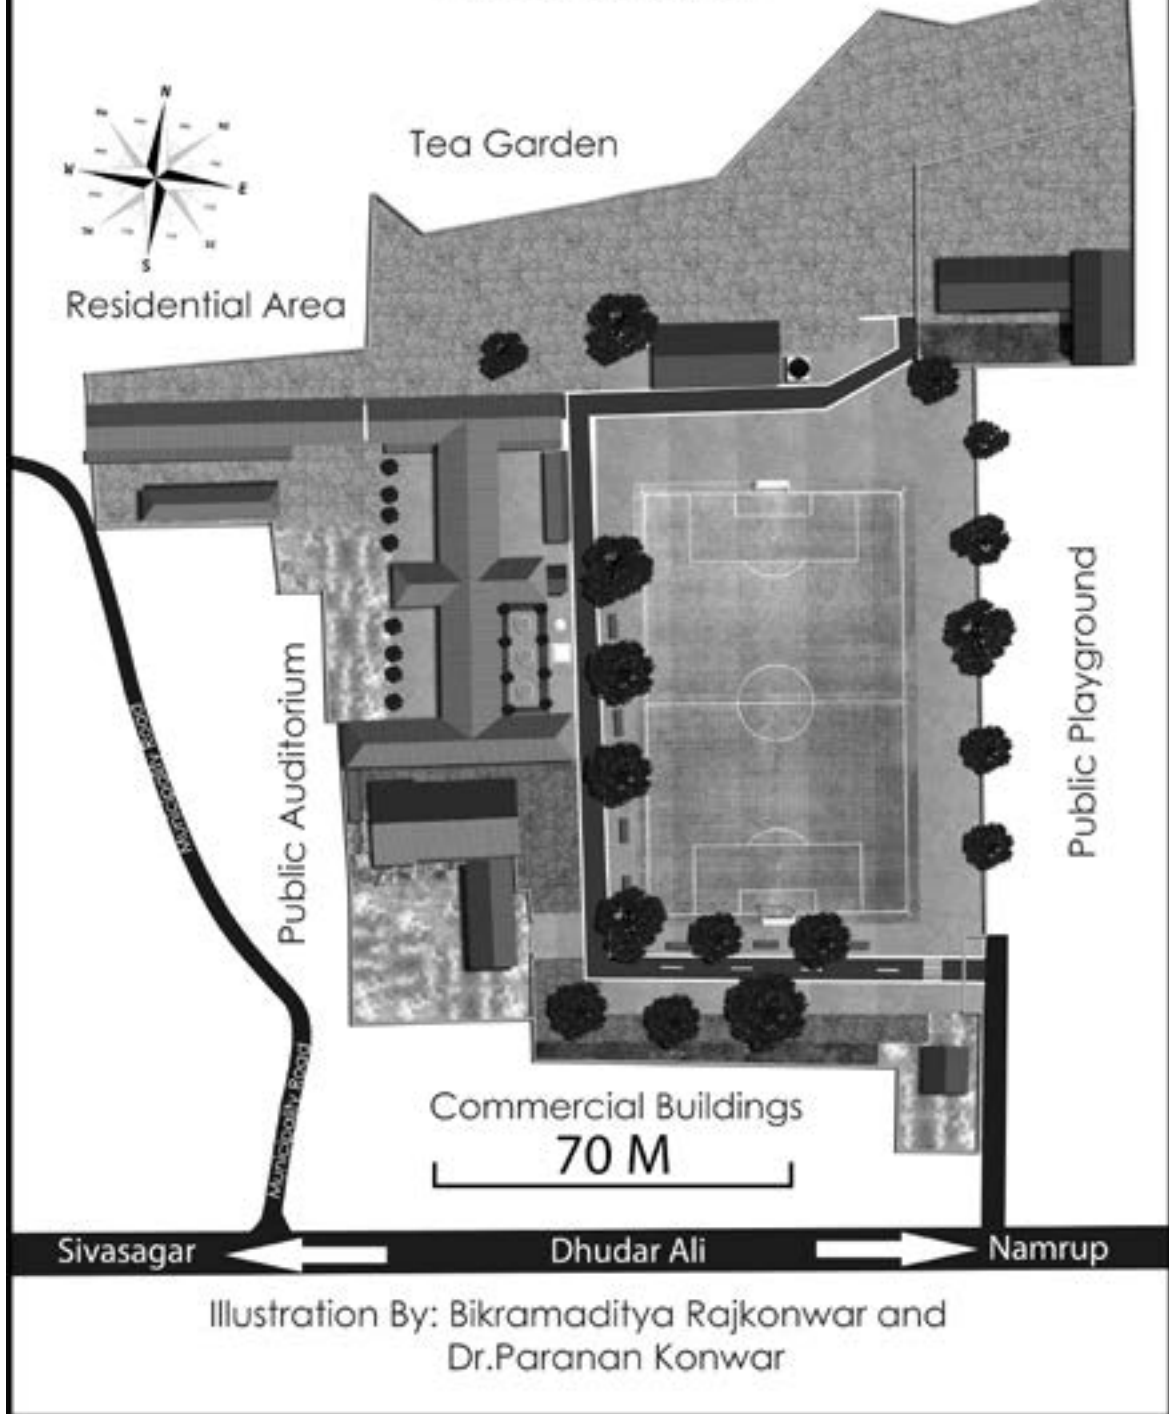 N
Tea Garden
W
E
S
Residential Area
Public Playground
Public Auditorium
Municipality Road
Municipality Road
Commercial Buildings
70 M
Sivasagar
Dhudar Ali
Namrup
Illustration By: Bikramaditya Rajkonwar and
Dr.Paranan Konwar